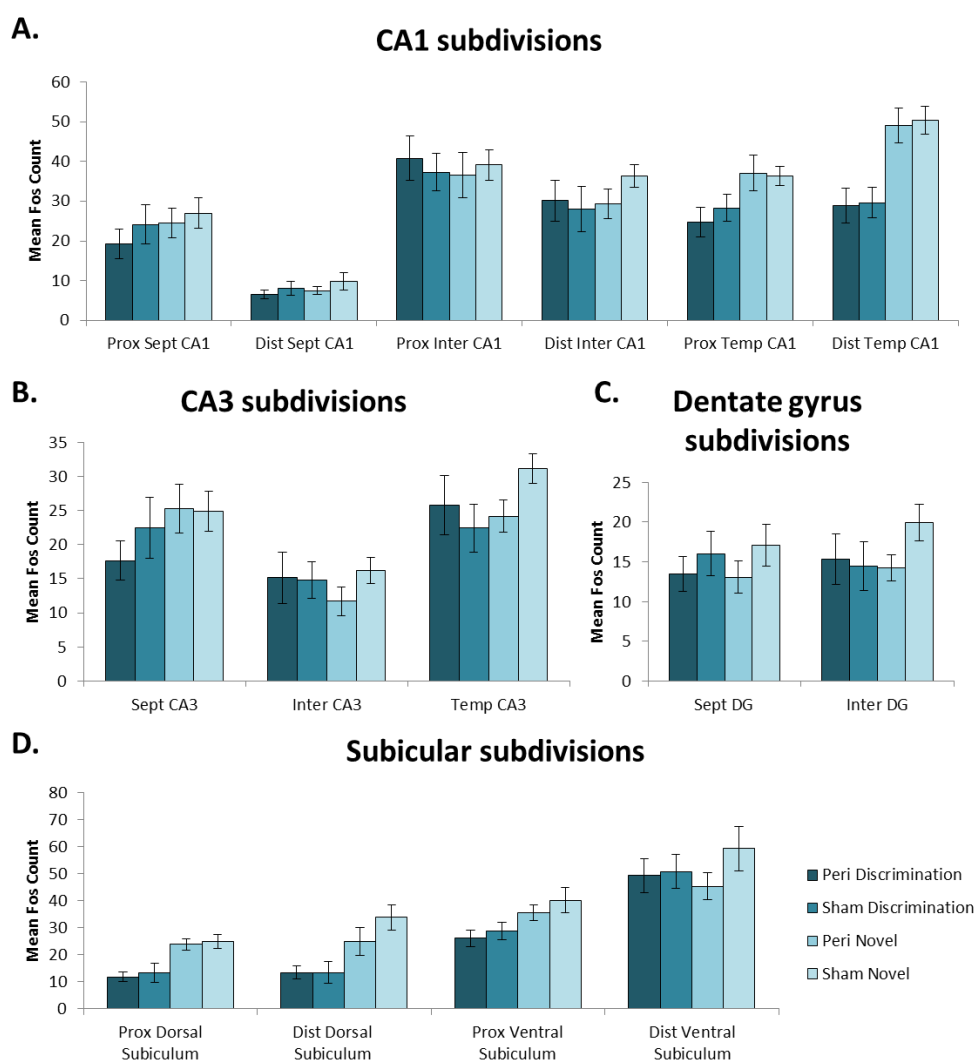 A.
CA1 subdivisions
60
50
40
30
20
10
0
Mean Fos Count
Prox Sept CA1 Dist Sept CA1 Prox Inter CA1 Dist Inter CA1 Prox Temp CA1 Dist Temp CA1
B.
CA3 subdivisions
35
30
25
20
15
10
5
0
Mean Fos Count
Sept CA3 Inter CA3 Temp CA3
C.
Dentate gyrus
subdivisions
25
20
15
10
5
0
Mean Fos Count
Sept DG Inter DG
D.
Subicular subdivisions
80
70
60
50
40
30
20
10
0
Mean Fos Count
Prox Dorsal Dist Dorsal Prox Ventral Dist Ventral
Subiculum Subiculum Subiculum Subiculum
Peri Discrimination
Sham Discrimination
Peri Novel
Sham Novel